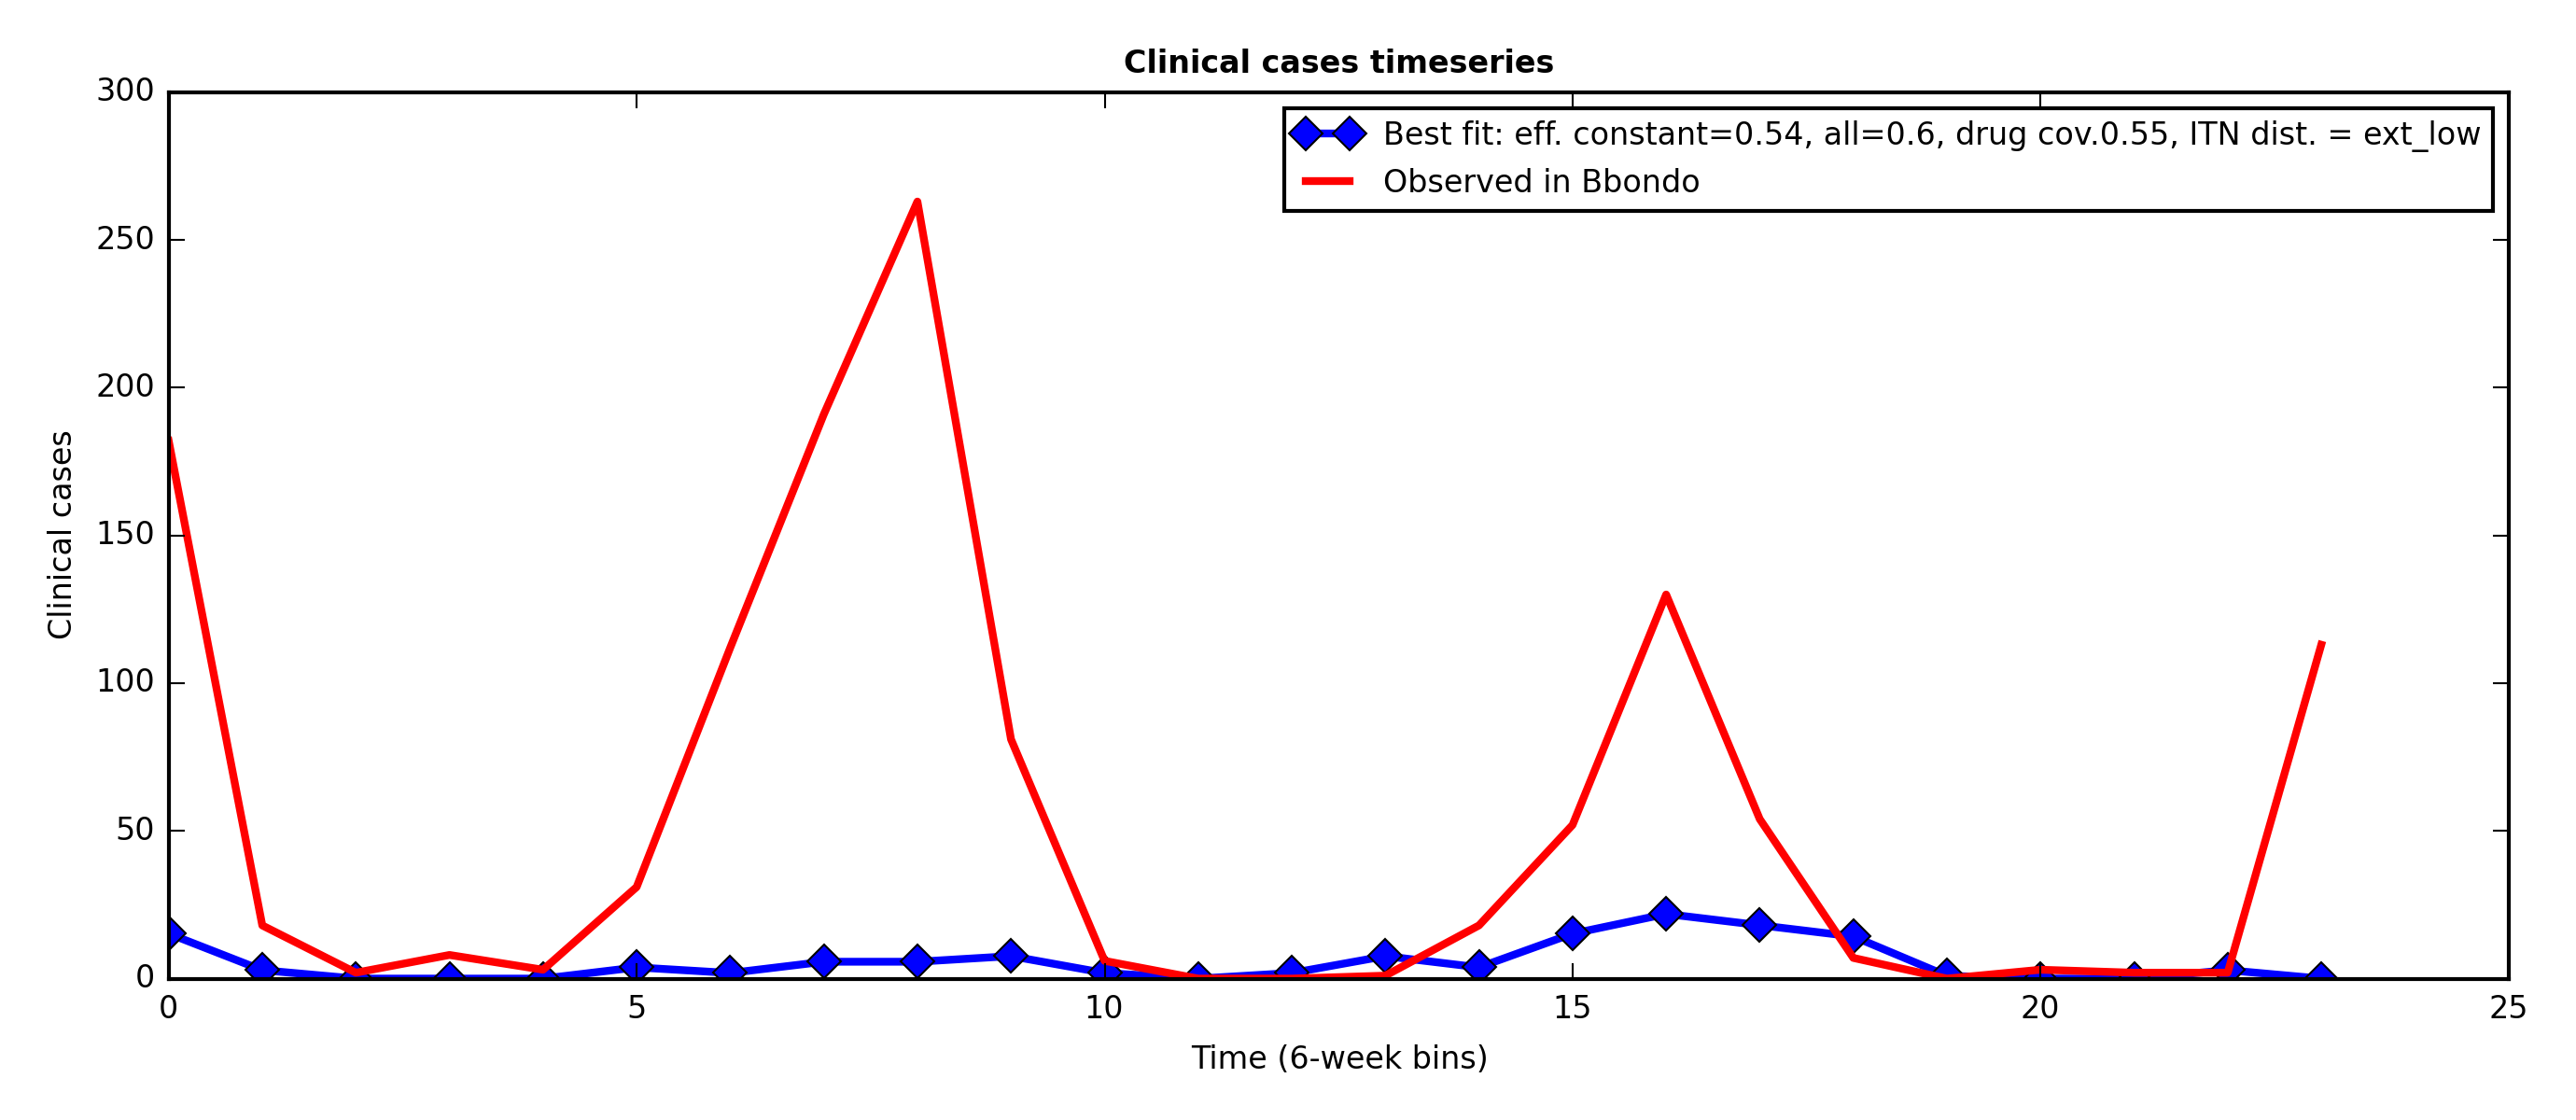 Clinical cases timeseries
300
250
200
150
100
50
0
Clinical cases
Best fit: eff. constant=0.54, all=0.6, drug cov.0.55, ITN dist. = ext_low
Observed in Bbondo
0 5 10 15 20 25
Time (6-week bins)